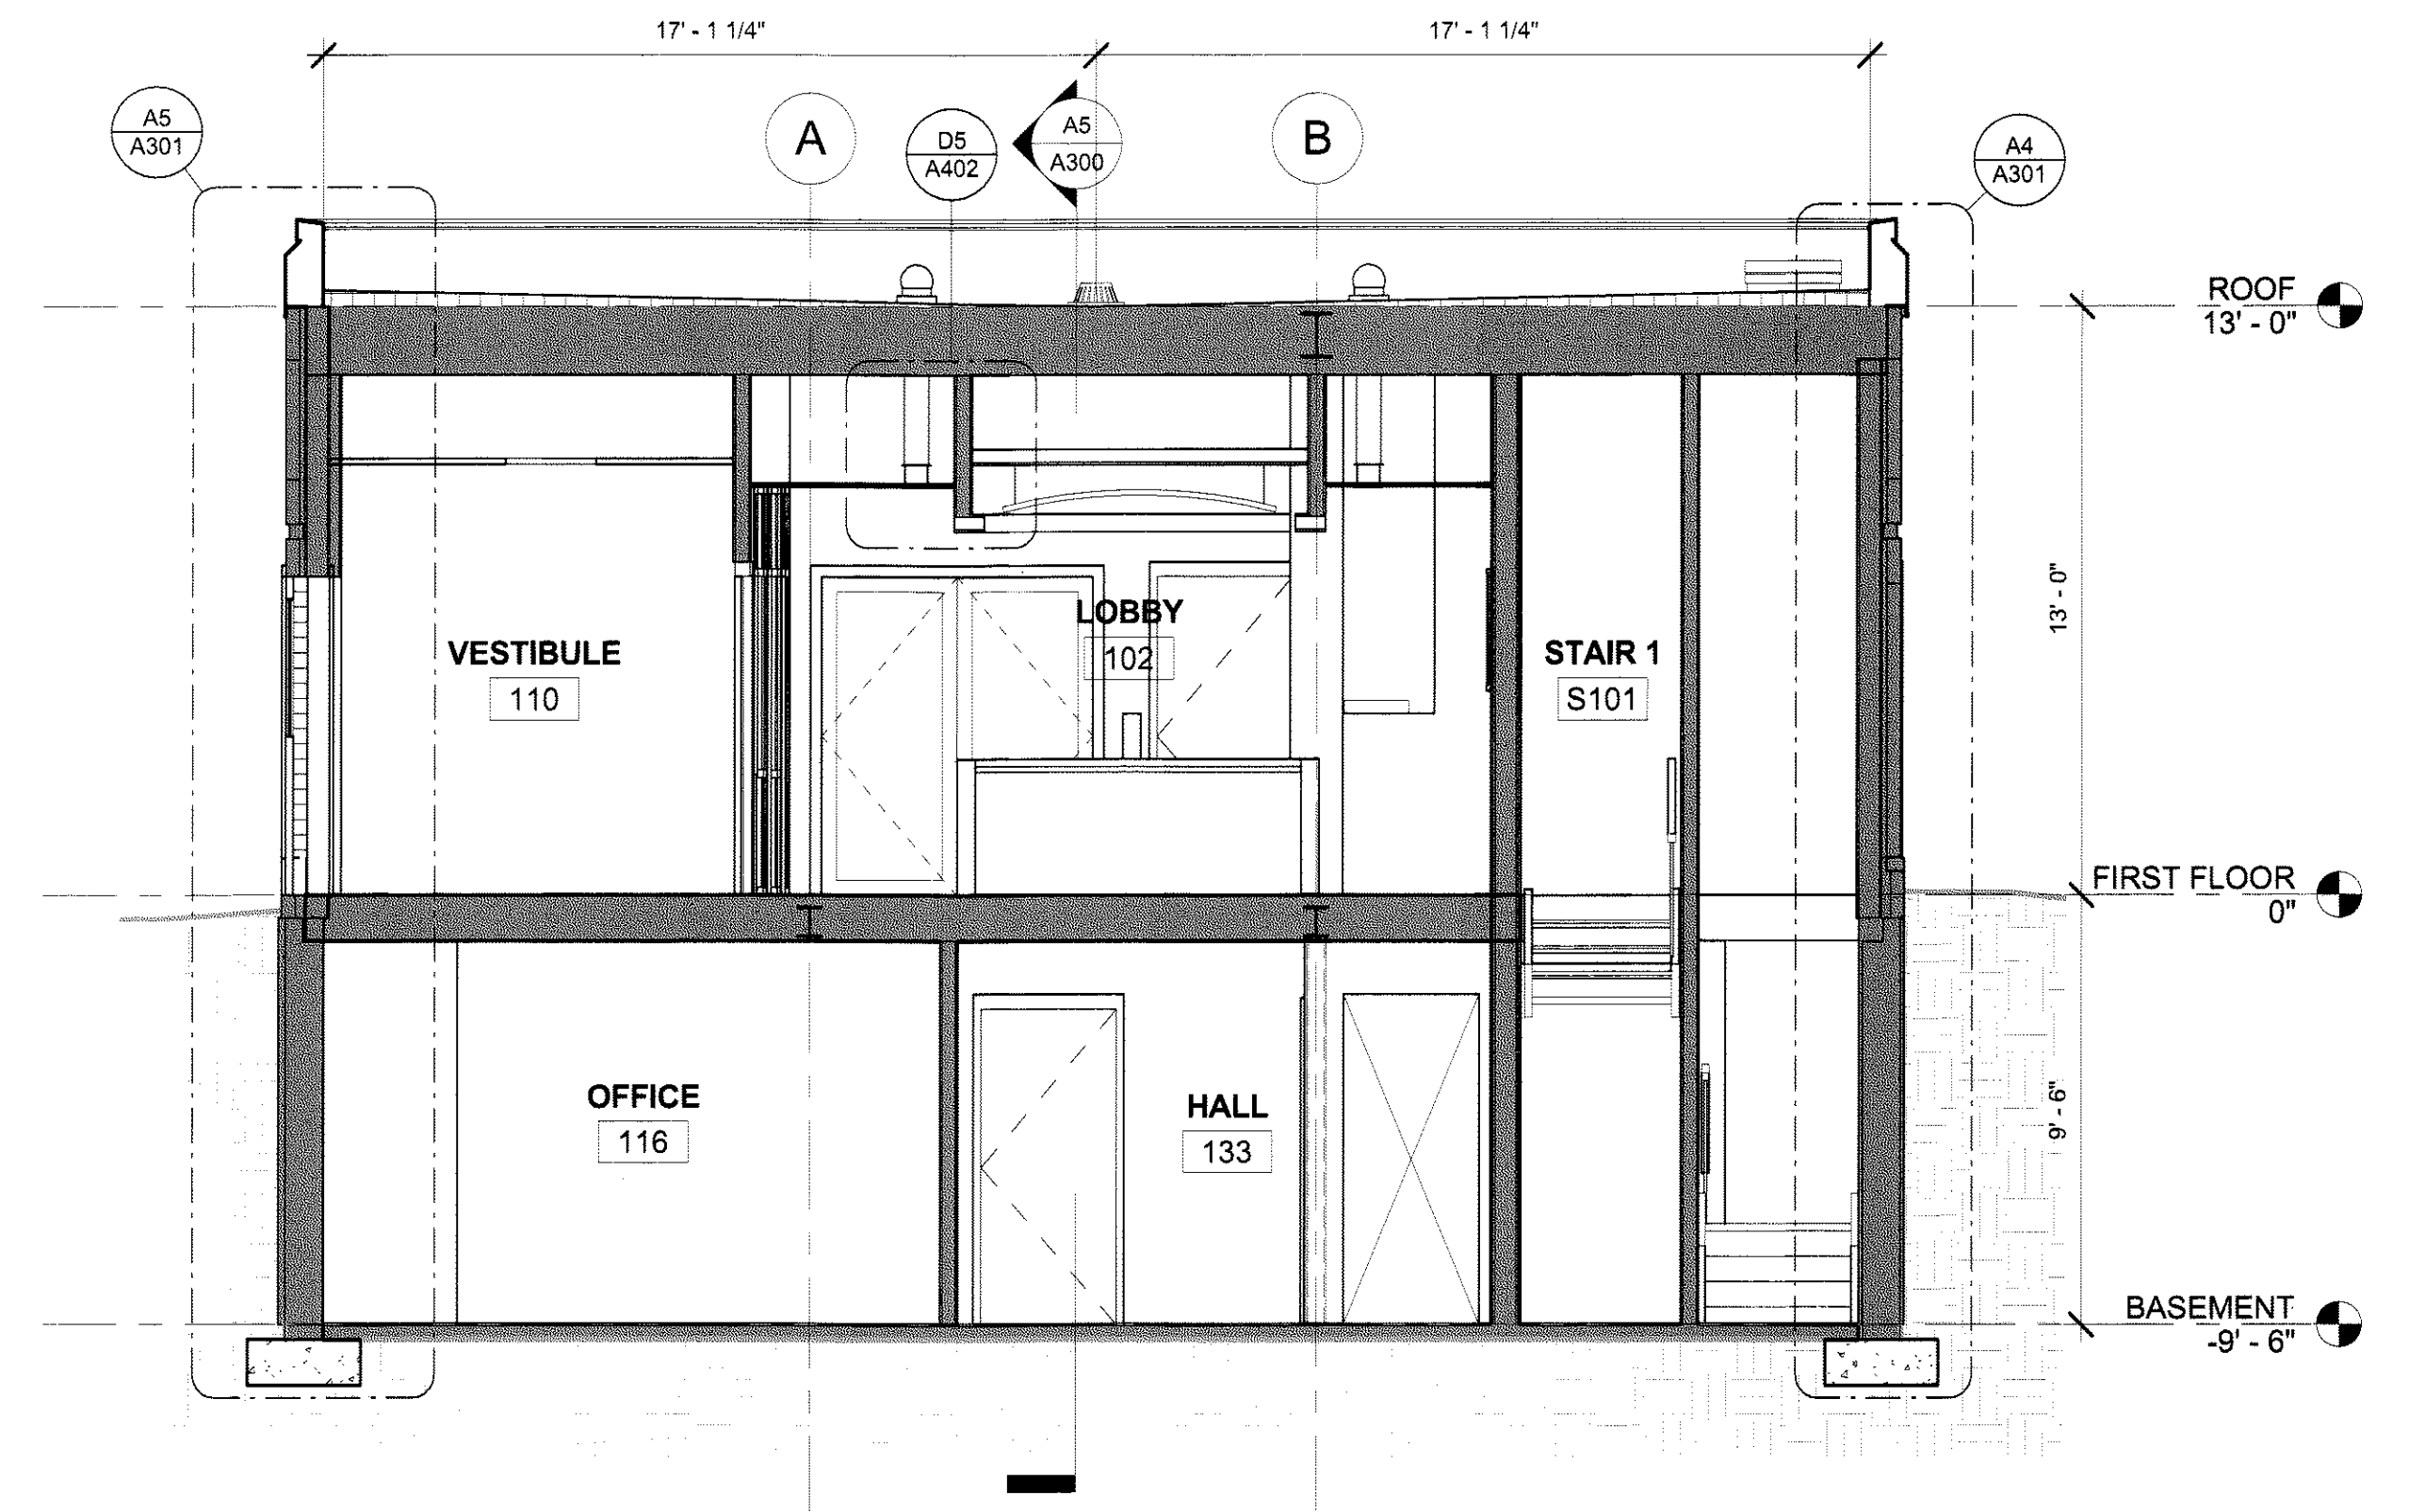 17' - 1 1/4"
17' - 1 1/4"
A5
A301
A
D5
A402
A5
A300
B
A4
A301
ROOF
13' - 0"
13' - 0"
VESTIBULE
110
LOBBY
102
STAIR 1
S101
FIRST FLOOR
0"
9' - 6"
OFFICE
116
HALL
133
BASEMENT
-9' - 6"